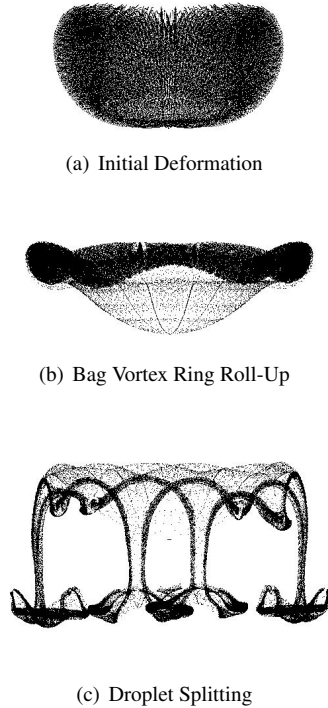 (a) Initial Deformation
(b) Bag Vortex Ring Roll-Up
(c) Droplet Splitting